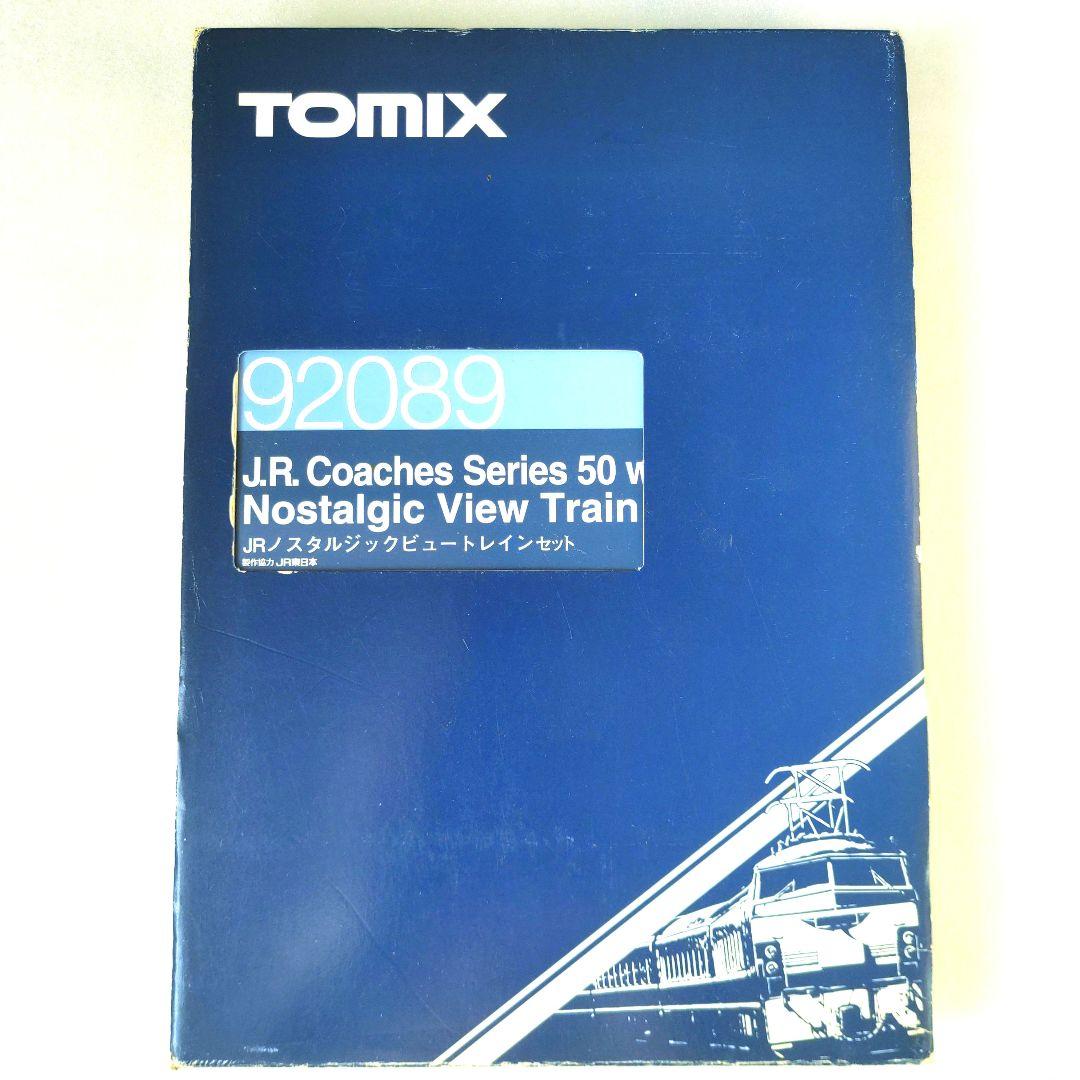 TOMIX
92089
J.R. Coaches Series 50 w
Nostalgic View Train
JRノスタルジックビュートレインセット
製作協力 JR東日本